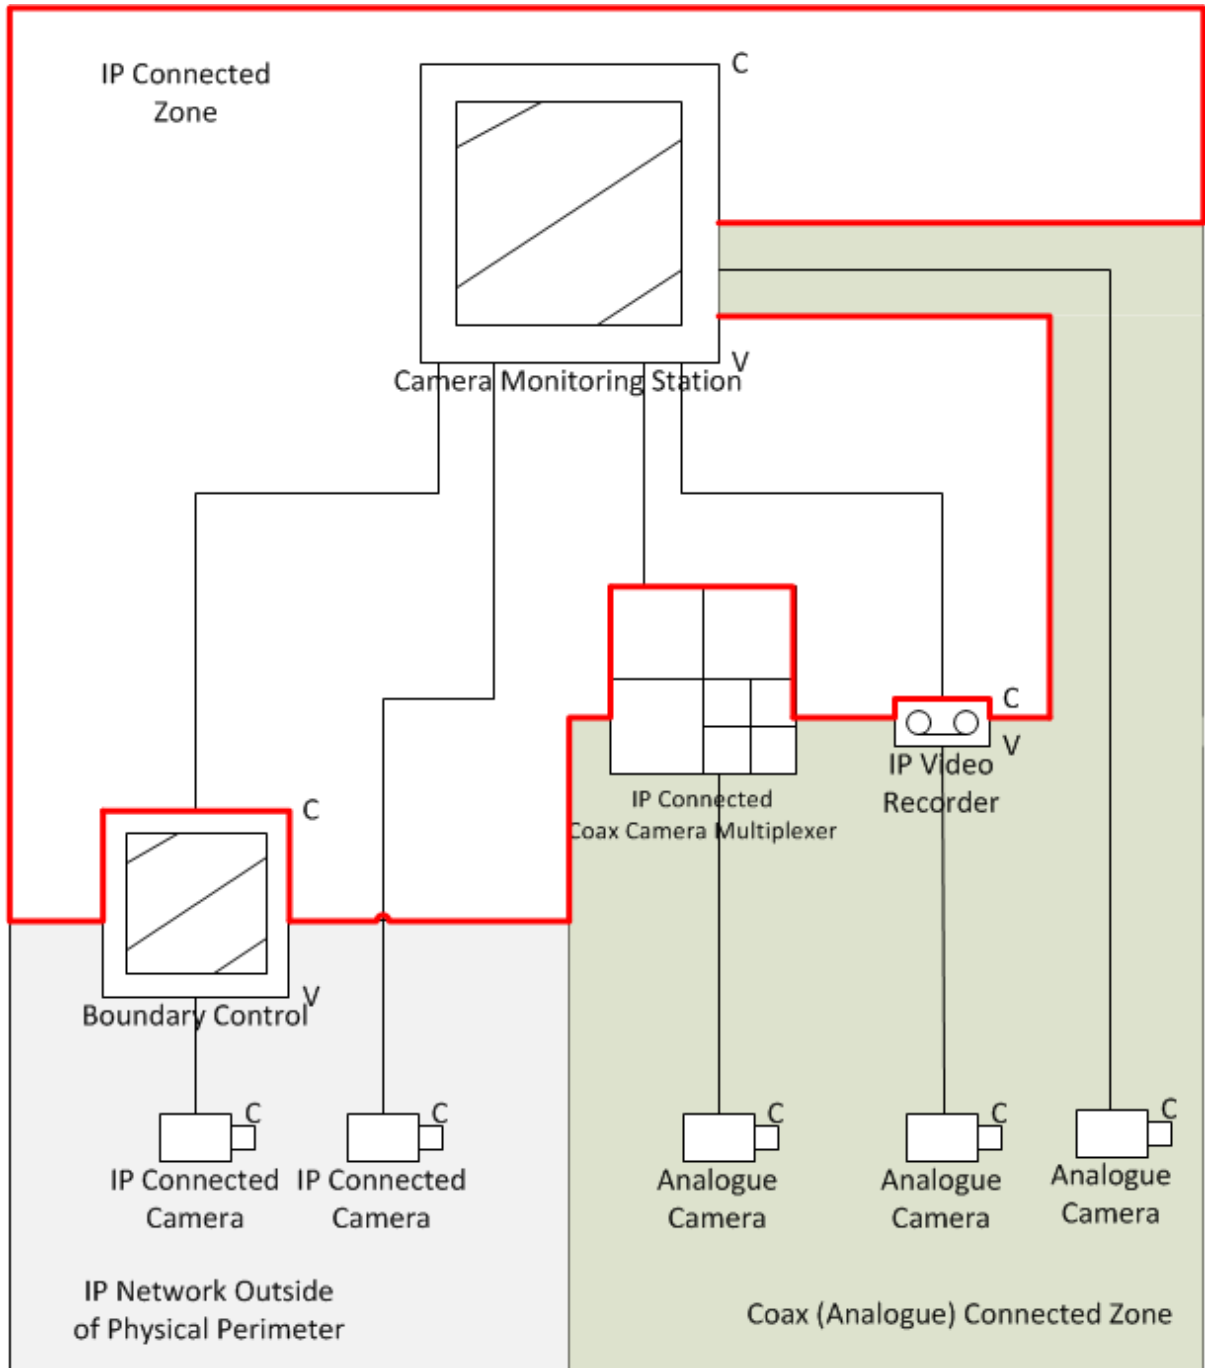 IP Connected
Zone
C
V
Camera Monitoring Station
C
V
IP Video
Recorder
IP Connected
Coax Camera Multiplexer
C
V
Boundary Control
C
IP Connected
Camera
C
IP Connected
Camera
C
Analogue
Camera
C
Analogue
Camera
C
Analogue
Camera
IP Network Outside
of Physical Perimeter
Coax (Analogue) Connected Zone